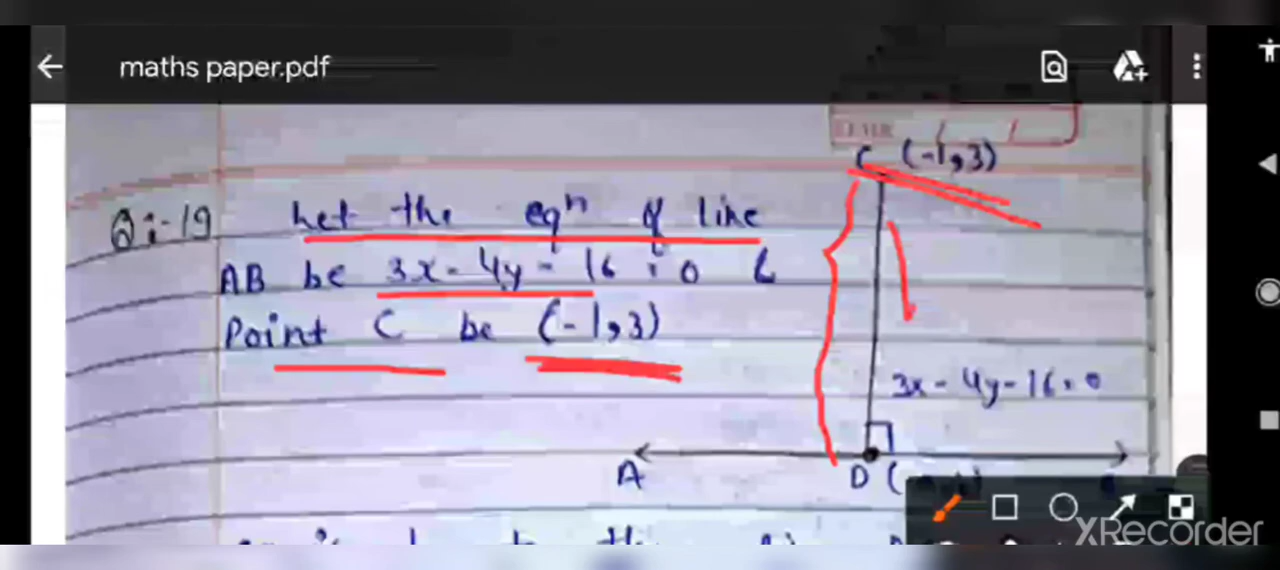 maths paper.pdf
C (-1,3)
Q:-19 Let the eqn of line
AB be 3x - 4y - 16 = 0 &
Point C be (-1,3)
3x - 4y - 16 = 0
A D
XRecorder